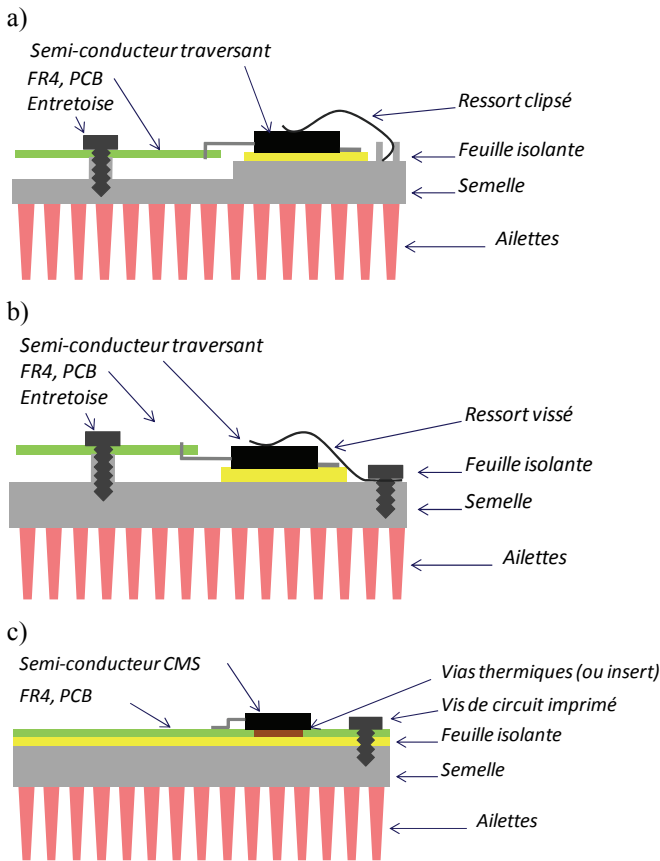 a)
Semi-conducteur traversant
FR4, PCB
Entretoise
Ressort clipsé
Feuille isolante
Semelle
Ailettes
b)
Semi-conducteur traversant
FR4, PCB
Entretoise
Ressort vissé
Feuille isolante
Semelle
Ailettes
c)
Semi-conducteur CMS
FR4, PCB
Vias thermiques (ou insert)
Vis de circuit imprimé
Feuille isolante
Semelle
Ailettes